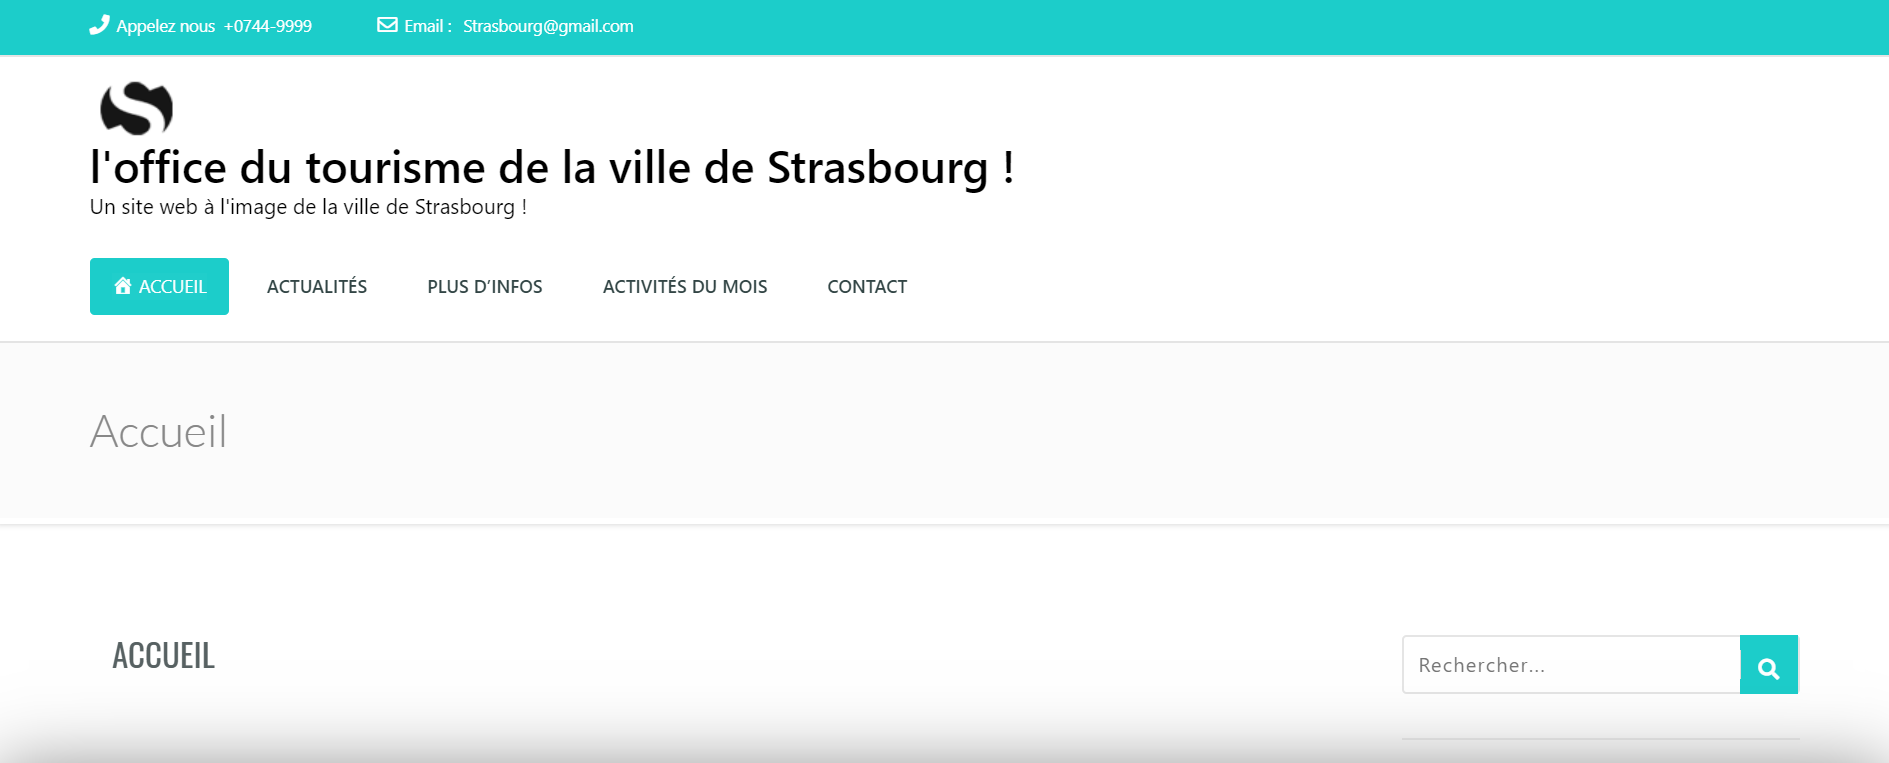 Appelez nous +0744-9999 Email : Strasbourg@gmail.com
l'office du tourisme de la ville de Strasbourg !
Un site web à l'image de la ville de Strasbourg !
ACCUEIL ACTUALITÉS PLUS D’INFOS ACTIVITÉS DU MOIS CONTACT
Accueil
ACCUEIL
Rechercher...